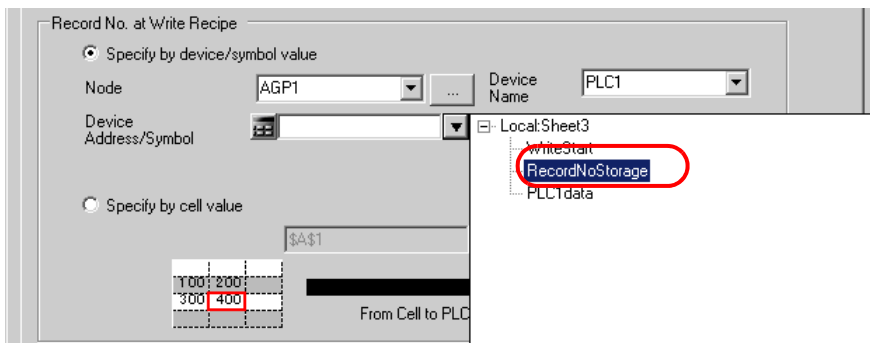 Record No. at Write Recipe
Specify by device/symbol value
Node
AGP1
...
Device
Name
PLC1
Device
Address/Symbol
Local:Sheet3
WriteStart
RecordNoStorage
PLC1data
Specify by cell value
$A$1
100 200
300 400
From Cell to PLC